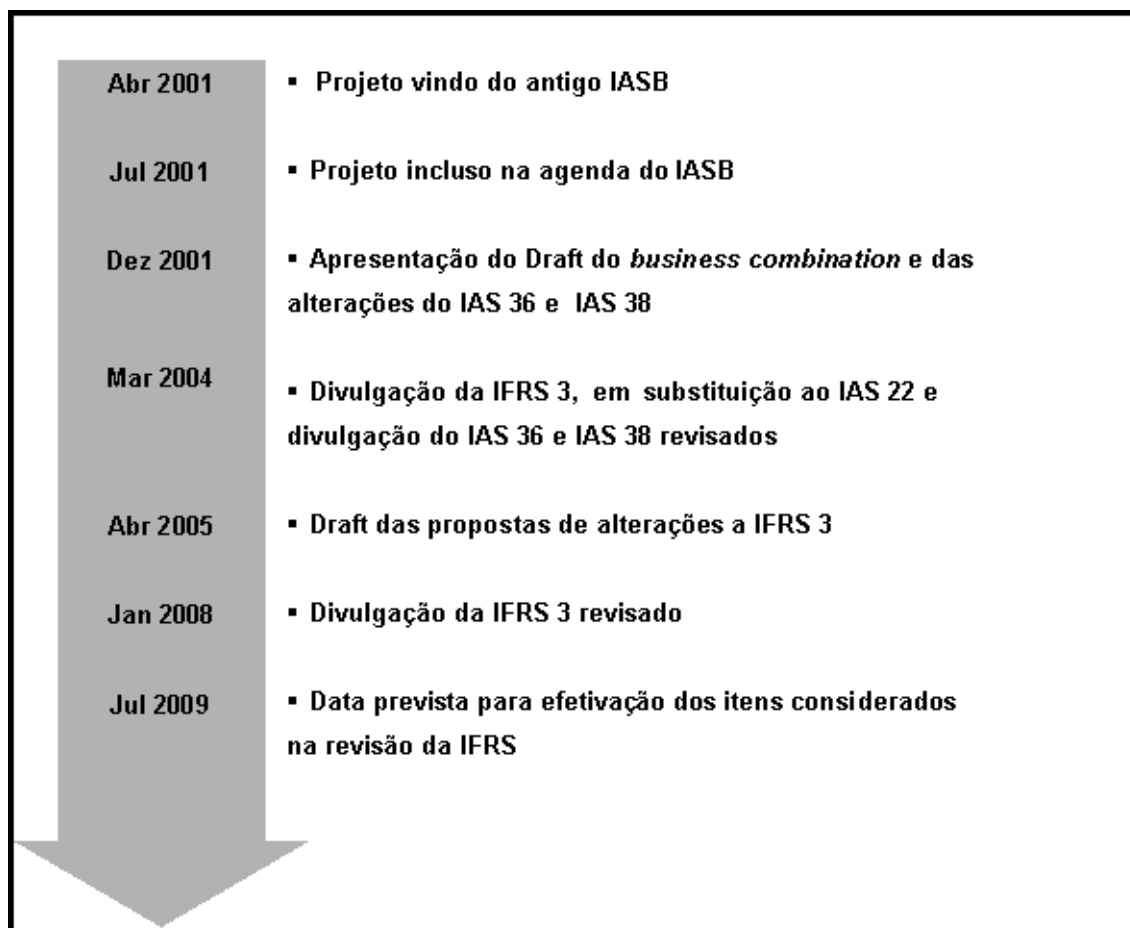 Abr 2001 ▪ Projeto vindo do antigo IASB
Jul 2001 ▪ Projeto incluso na agenda do IASB
Dez 2001 ▪ Apresentação do Draft do business combination e das
alterações do IAS 36 e IAS 38
Mar 2004 ▪ Divulgação da IFRS 3, em substituição ao IAS 22 e
divulgação do IAS 36 e IAS 38 revisados
Abr 2005 ▪ Draft das propostas de alterações a IFRS 3
Jan 2008 ▪ Divulgação da IFRS 3 revisado
Jul 2009 ▪ Data prevista para efetivação dos itens considerados
na revisão da IFRS